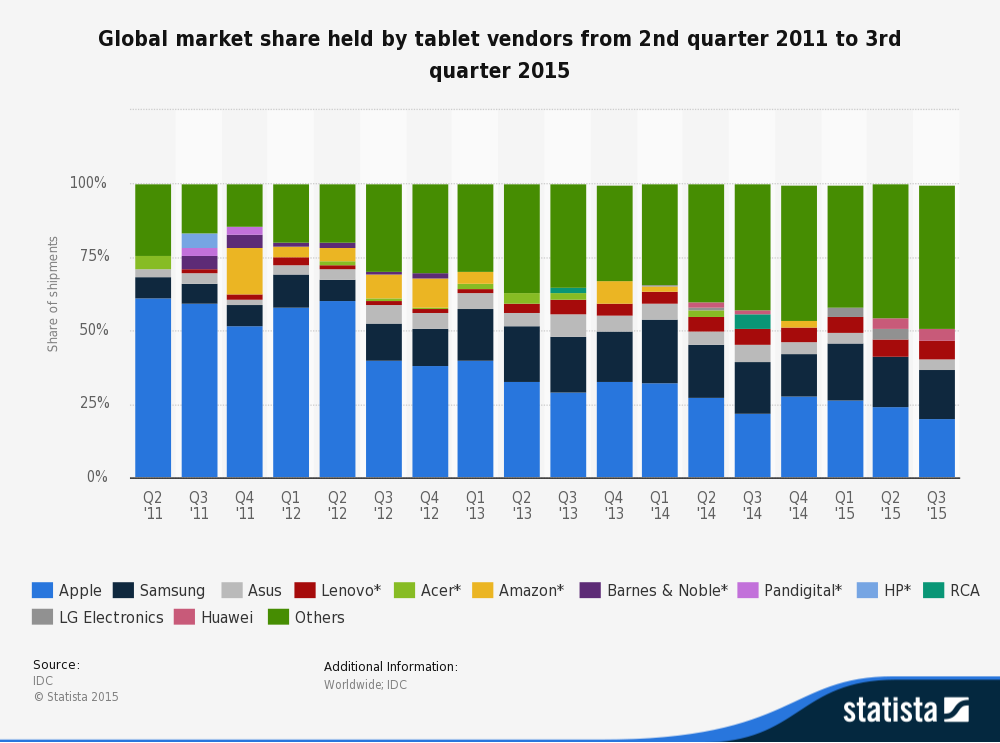 Global market share held by tablet vendors from 2nd quarter 2011 to 3rd
quarter 2015
Share of shipments
100%
75%
50%
25%
0%
Q2 '11
Q3 '11
Q4 '11
Q1 '12
Q2 '12
Q3 '12
Q4 '12
Q1 '13
Q2 '13
Q3 '13
Q4 '13
Q1 '14
Q2 '14
Q3 '14
Q4 '14
Q1 '15
Q2 '15
Q3 '15
Apple Samsung Asus Lenovo* Acer* Amazon* Barnes & Noble* Pandigital* HP* RCA
LG Electronics Huawei Others
Source:
IDC
© Statista 2015
Additional Information:
Worldwide; IDC
statista